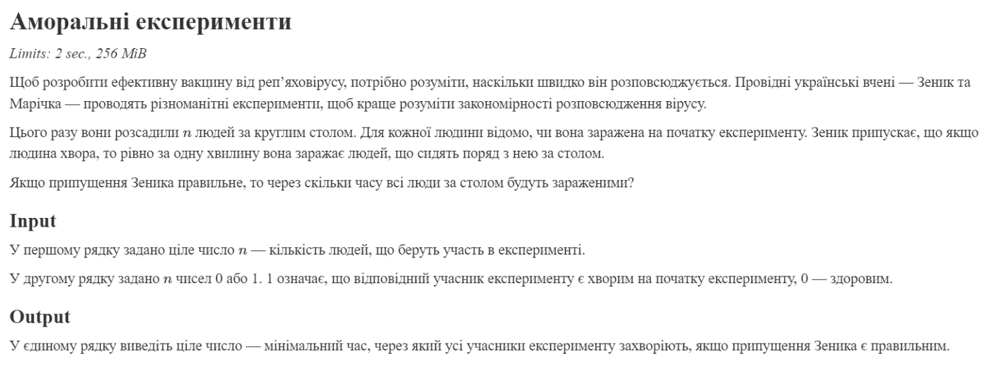 Аморальні експерименти
Limits: 2 sec., 256 MiB
Щоб розробити ефективну вакцину від реп’яховірусу, потрібно розуміти, наскільки швидко він розповсюджується. Провідні українські вчені — Зеник та
Марічка — проводять різноманітні експерименти, щоб краще розуміти закономірності розповсюдження вірусу.
Цього разу вони розсадили n людей за круглим столом. Для кожної людини відомо, чи вона заражена на початку експерименту. Зеник припускає, що якщо
людина хвора, то рівно за одну хвилину вона заражає людей, що сидять поряд з нею за столом.
Якщо припущення Зеника правильне, то через скільки часу всі люди за столом будуть зараженими?
Input
У першому рядку задано ціле число n — кількість людей, що беруть участь в експерименті.
У другому рядку задано n чисел 0 або 1. 1 означає, що відповідний учасник експерименту є хворим на початку експерименту, 0 — здоровим.
Output
У єдиному рядку виведіть ціле число — мінімальний час, через який усі учасники експерименту захворіють, якщо припущення Зеника є правильним.